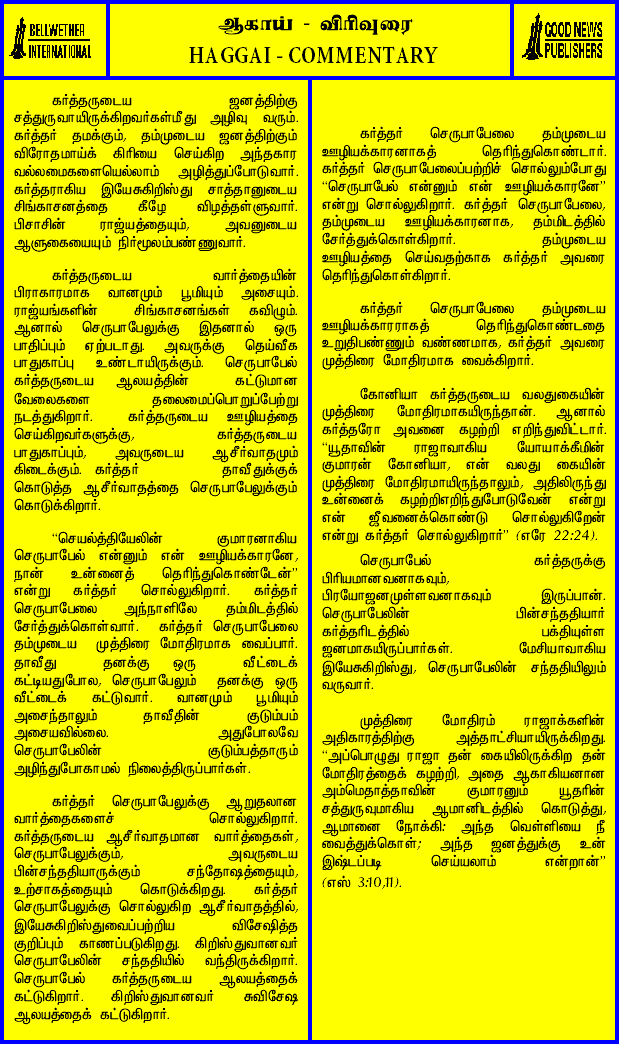 BELLWETHER
INTERNATIONAL
ஆகாய் - விரிவுரை
HAGGAI - COMMENTARY
GOOD NEWS
PUBLISHERS
கர்த்தருடைய ஜனத்திற்கு
சத்துருவாயிருக்கிறவர்கள்மீது அழிவு வரும்.
கர்த்தர் தமக்கும், தம்முடைய ஜனத்திற்கும்
விரோதமாய்க் கிரியை செய்கிற அந்தகார
வல்லமைகளையெல்லாம் அழித்துப்போடுவார்.
கர்த்தராகிய இயேசுகிறிஸ்து சாத்தானுடைய
சிங்காசனத்தை கீழே விழத்தள்ளுவார்.
பிசாசின் ராஜ்யத்தையும், அவனுடைய
ஆளுகையையும் நிர்மூலம்பண்ணுவார்.
கர்த்தருடைய வார்த்தையின்
பிராகாரமாக வானமும் பூமியும் அசையும்.
ராஜ்யங்களின் சிங்காசனங்கள் கவிழும்.
ஆனால் செருபாபேலுக்கு இதனால் ஒரு
பாதிப்பும் ஏற்படாது. அவருக்கு தெய்வீக
பாதுகாப்பு உண்டாயிருக்கும். செருபாபேல்
கர்த்தருடைய ஆலயத்தின் கட்டுமான
வேலைகளை தலைமைப்பொறுப்பேற்று
நடத்துகிறார். கர்த்தருடைய ஊழியத்தை
செய்கிறவர்களுக்கு, கர்த்தருடைய
பாதுகாப்பும், அவருடைய ஆசீர்வாதமும்
கிடைக்கும். கர்த்தர் தாவீதுக்குக்
கொடுத்த ஆசீர்வாதத்தை செருபாபேலுக்கும்
கொடுக்கிறார்.
“செயல்த்தியேலின் குமாரனாகிய
செருபாபேல் என்னும் என் ஊழியக்காரனே,
நான் உன்னைத் தெரிந்துகொண்டேன்”
என்று கர்த்தர் சொல்லுகிறார். கர்த்தர்
செருபாபேலை அந்நாளிலே தம்மிடத்தில்
சேர்த்துக்கொள்வார். கர்த்தர் செருபாபேலை
தம்முடைய முத்திரை மோதிரமாக வைப்பார்.
தாவீது தனக்கு ஒரு வீட்டைக்
கட்டியதுபோல, செருபாபேலும் தனக்கு ஒரு
வீட்டைக் கட்டுவார். வானமும் பூமியும்
அசைந்தாலும் தாவீதின் குடும்பம்
அசையவில்லை. அதுபோலவே
செருபாபேலின் குடும்பத்தாரும்
அழிந்துபோகாமல் நிலைத்திருப்பார்கள்.
கர்த்தர் செருபாபேலுக்கு ஆறுதலான
வார்த்தைகளைச் சொல்லுகிறார்.
கர்த்தருடைய ஆசீர்வாதமான வார்த்தைகள்,
செருபாபேலுக்கும், அவருடைய
பின்சந்ததியாருக்கும் சந்தோஷத்தையும்,
உற்சாகத்தையும் கொடுக்கிறது. கர்த்தர்
செருபாபேலுக்கு சொல்லுகிற ஆசீர்வாதத்தில்,
இயேசுகிறிஸ்துவைப்பற்றிய விசேஷித்த
குறிப்பும் காணப்படுகிறது. கிறிஸ்துவானவர்
செருபாபேலின் சந்ததியில் வந்திருக்கிறார்.
செருபாபேல் கர்த்தருடைய ஆலயத்தைக்
கட்டுகிறார். கிறிஸ்துவானவர் சுவிசேஷ
ஆலயத்தைக் கட்டுகிறார்.
கர்த்தர் செருபாபேலை தம்முடைய
ஊழியக்காரனாகத் தெரிந்துகொண்டார்.
கர்த்தர் செருபாபேலைப்பற்றிச் சொல்லும்போது
“செருபாபேல் என்னும் என் ஊழியக்காரனே”
என்று சொல்லுகிறார். கர்த்தர் செருபாபேலை,
தம்முடைய ஊழியக்காரனாக, தம்மிடத்தில்
சேர்த்துக்கொள்கிறார். தம்முடைய
ஊழியத்தை செய்வதற்காக கர்த்தர் அவரை
தெரிந்துகொள்கிறார்.
கர்த்தர் செருபாபேலை தம்முடைய
ஊழியக்காரராகத் தெரிந்துகொண்டதை
உறுதிபண்ணும் வண்ணமாக, கர்த்தர் அவரை
முத்திரை மோதிரமாக வைக்கிறார்.
கோனியா கர்த்தருடைய வலதுகையின்
முத்திரை மோதிரமாகயிருந்தான். ஆனால்
கர்த்தரோ அவனை கழற்றி எறிந்துவிட்டார்.
“யூதாவின் ராஜாவாகிய யோயாக்கீமின்
குமாரன் கோனியா, என் வலது கையின்
முத்திரை மோதிரமாயிருந்தாலும், அதிலிருந்து
உன்னைக் கழற்றிஎறிந்துபோடுவேன் என்று
என் ஜீவனைக்கொண்டு சொல்லுகிறேன்
என்று கர்த்தர் சொல்லுகிறார்” (எரே 22:24).
செருபாபேல் கர்த்தருக்கு
பிரியமானவனாகவும்,
பிரயோஜனமுள்ளவனாகவும் இருப்பான்.
செருபாபேலின் பின்சந்ததியார்
கர்த்தரிடத்தில் பக்தியுள்ள
ஜனமாகயிருப்பார்கள். மேசியாவாகிய
இயேசுகிறிஸ்து, செருபாபேலின் சந்ததியிலும்
வருவார்.
முத்திரை மோதிரம் ராஜாக்களின்
அதிகாரத்திற்கு அத்தாட்சியாயிருக்கிறது.
“அப்பொழுது ராஜா தன் கையிலிருக்கிற தன்
மோதிரத்தைக் கழற்றி, அதை ஆகாகியனான
அம்மெதாத்தாவின் குமாரனும் யூதரின்
சத்துருவுமாகிய ஆமானிடத்தில் கொடுத்து,
ஆமானை நோக்கி: அந்த வெள்ளியை நீ
வைத்துக்கொள்; அந்த ஜனத்துக்கு உன்
இஷ்டப்படி செய்யலாம் என்றான்”
(எஸ் 3:10,11).